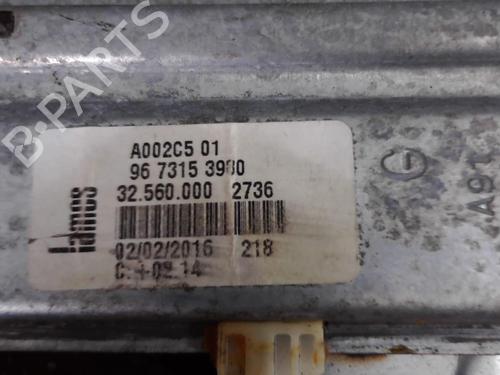 B-PARTS
A002C5 01
96 7315 3980
32.560.000 2736
02/02/2016 218
G
A91